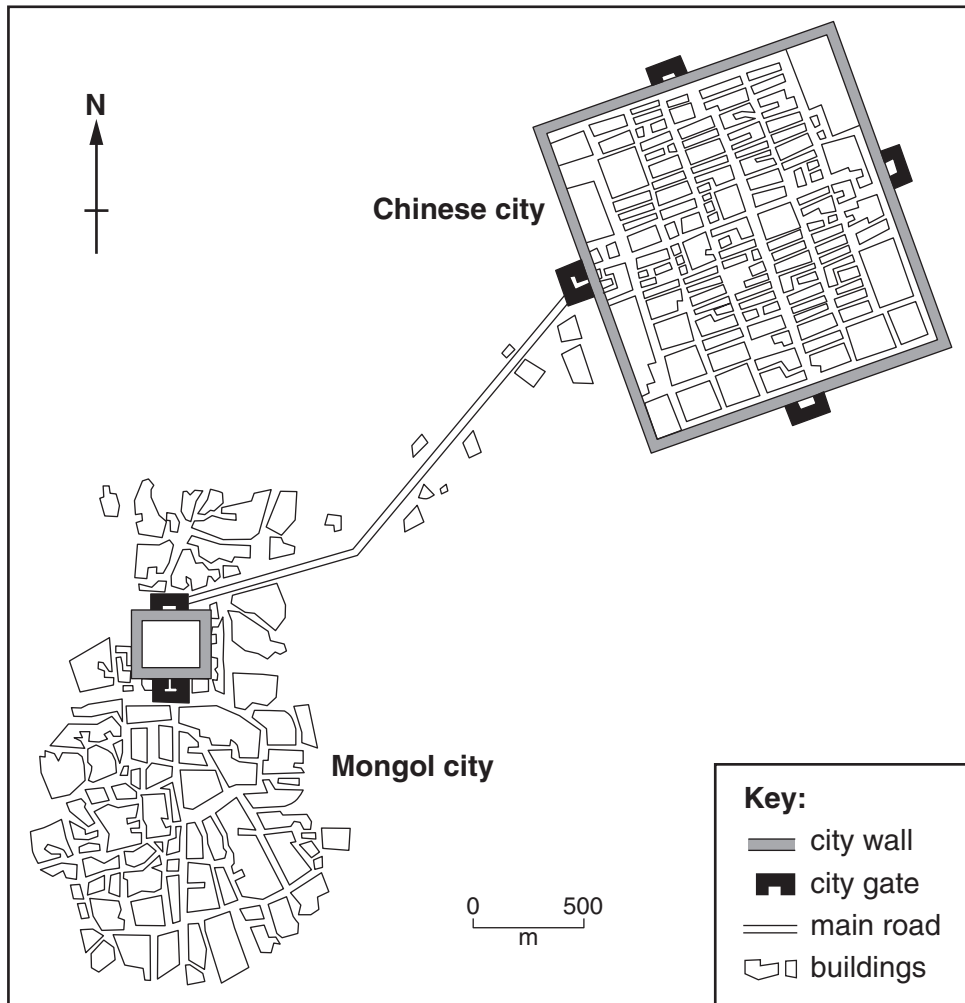 N
Chinese city
Mongol city
0 500
m
Key:
city wall
city gate
main road
buildings